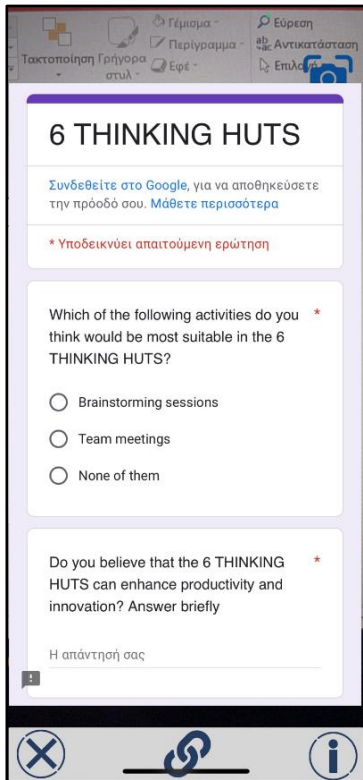 Γέμισμα
Εύρεση
Περίγραμμα
ab
ac Αντικατάσταση
Τακτοποίηση Γρήγορα
Εφέ
Επιλογή
στυλ
6 THINKING HUTS
Συνδεθείτε στο Google, για να αποθηκεύσετε
την πρόοδό σου. Μάθετε περισσότερα
* Υποδεικνύει απαιτούμενη ερώτηση
Which of the following activities do you *
think would be most suitable in the 6
THINKING HUTS?
Brainstorming sessions
Team meetings
None of them
Do you believe that the 6 THINKING *
HUTS can enhance productivity and
innovation? Answer briefly
Η απάντησή σας